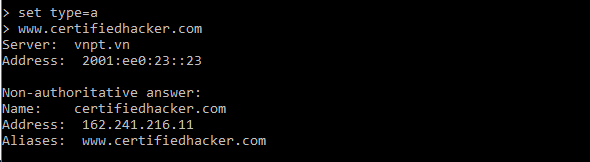 > set type=a
> www.certifiedhacker.com
Server:  vnpt.vn
Address:  2001:ee0:23::23

Non-authoritative answer:
Name:    certifiedhacker.com
Address:  162.241.216.11
Aliases:  www.certifiedhacker.com